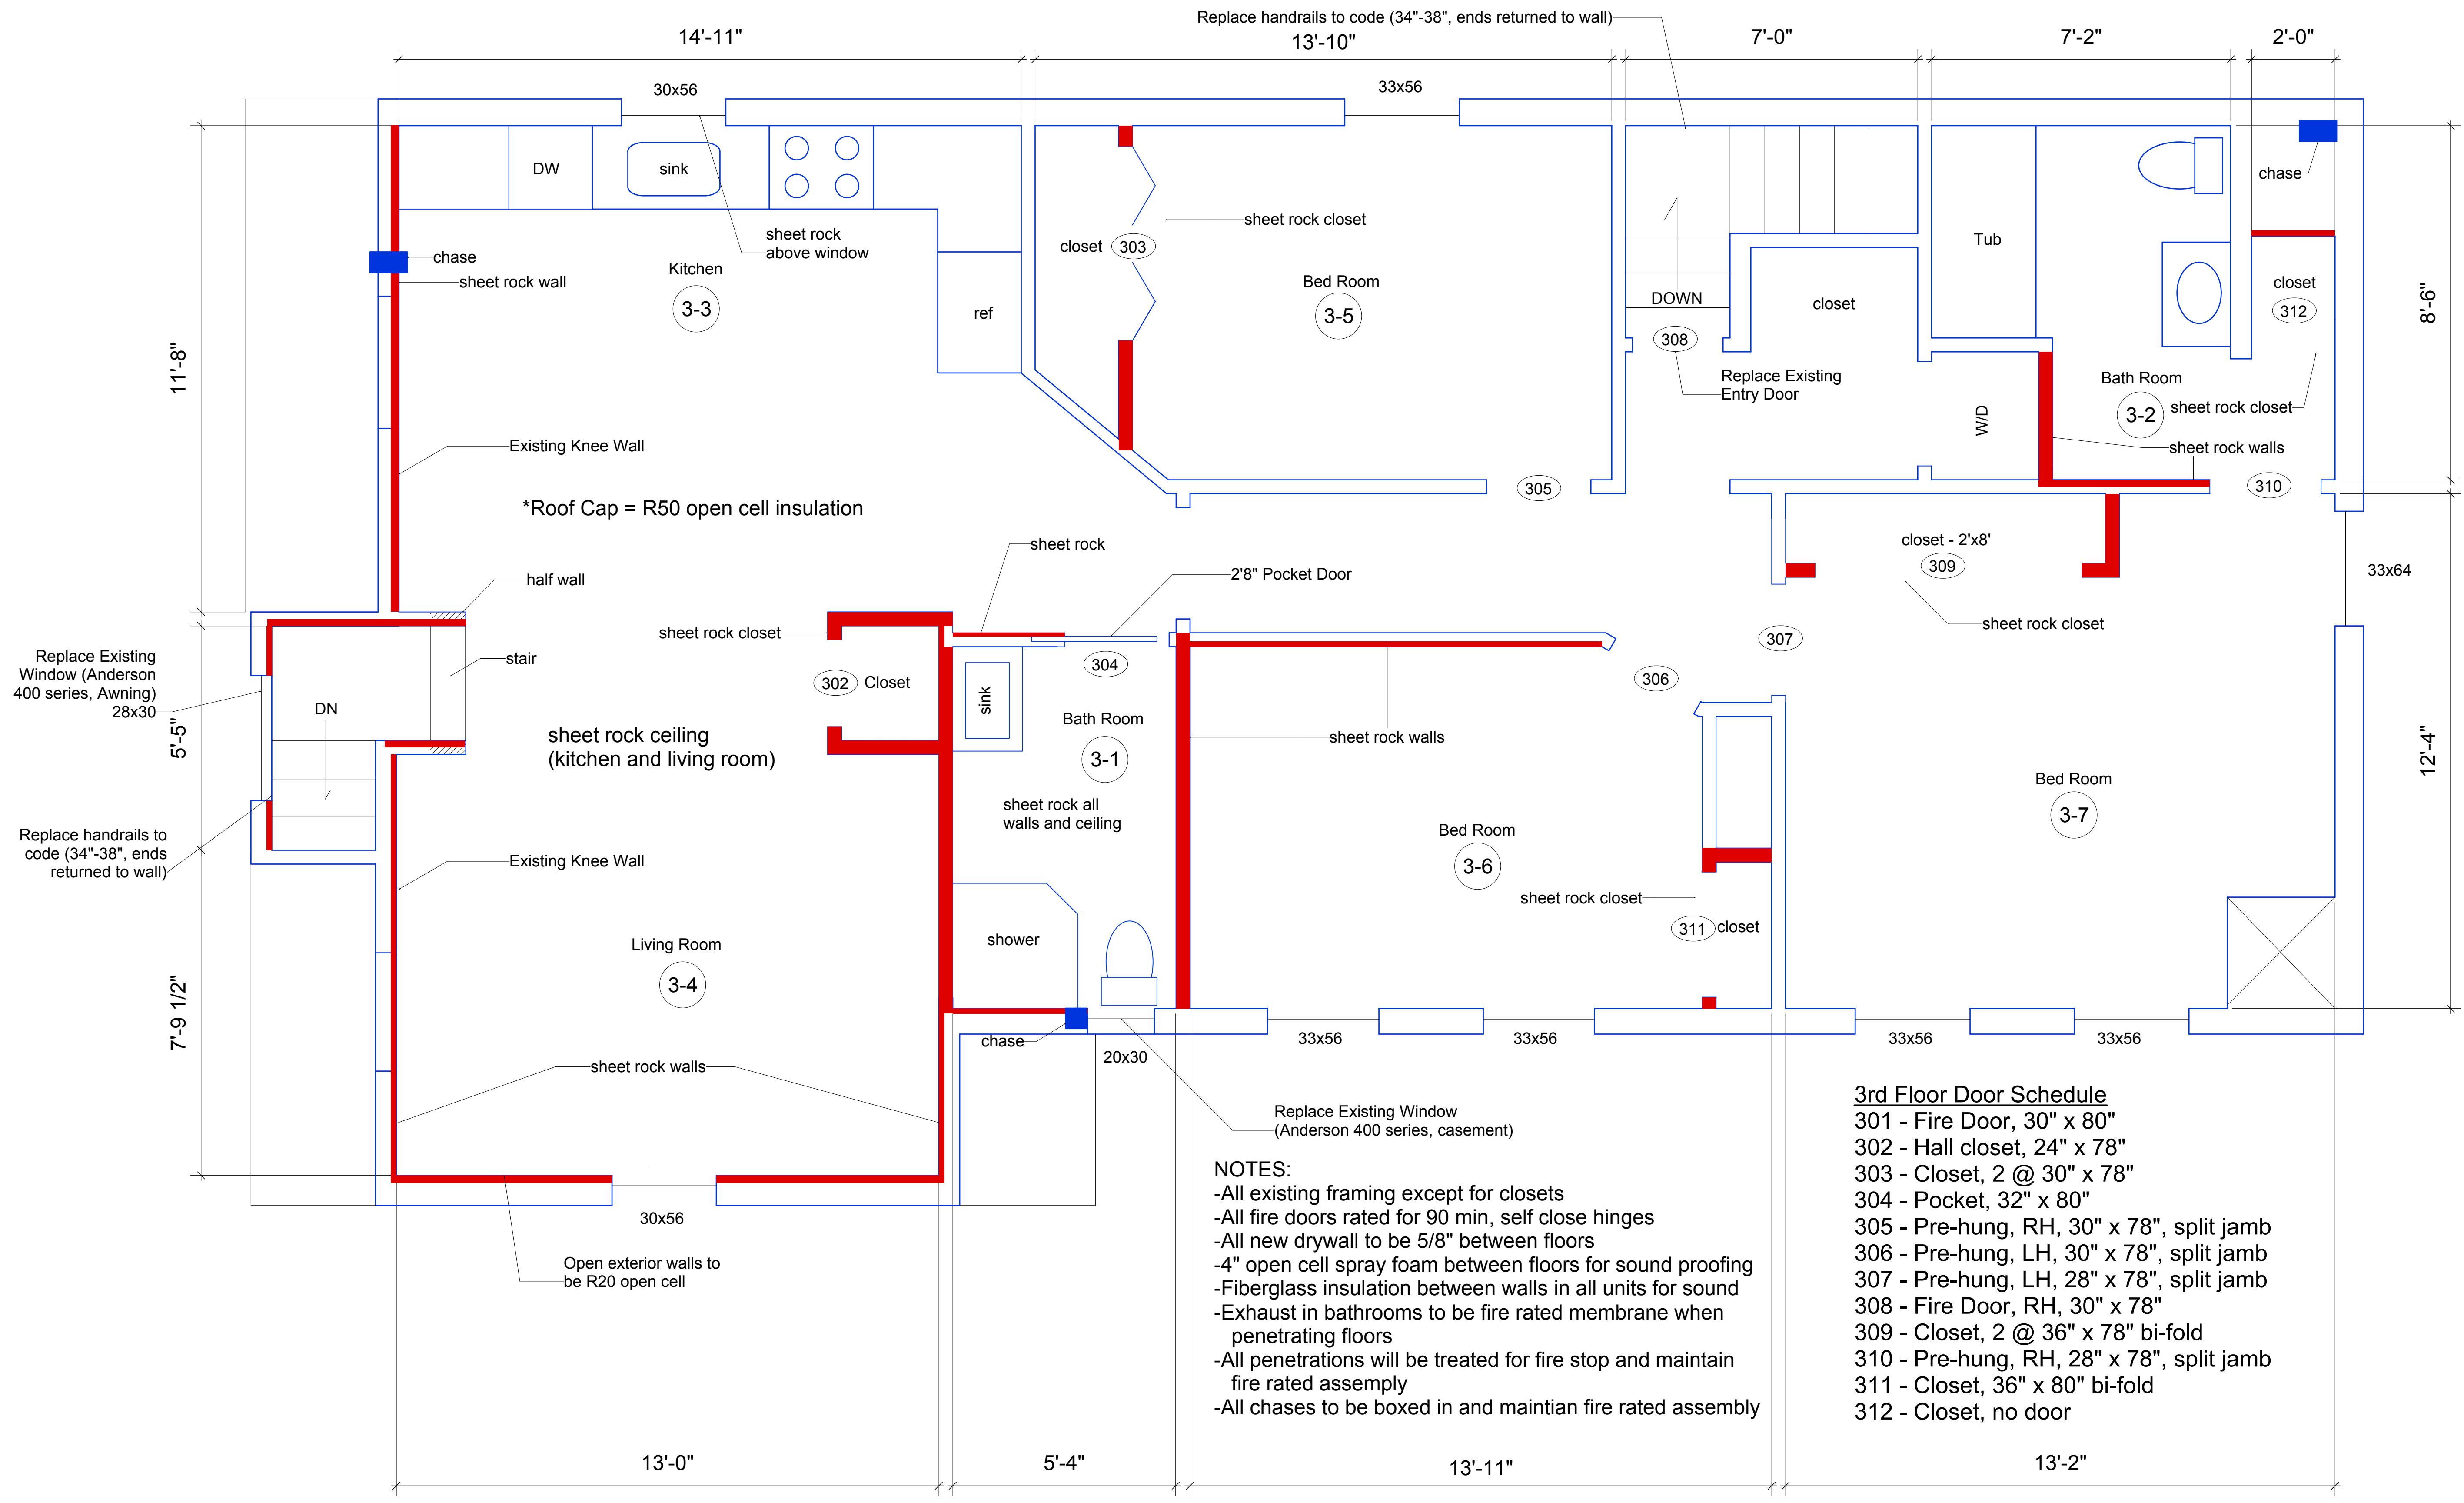 Replace handrails to code (34"-38", ends returned to wall)
14'-11"
13'-10"
7'-0"
7'-2"
2'-0"
30x56
33x56
DW
sink
chase
sheet rock closet
sheet rock
above window
closet
303
Tub
chase
sheet rock wall
Kitchen
3-3
Bed Room
3-5
closet
312
8'-6"
DOWN
closet
ref
308
11'-8"
Replace Existing
Entry Door
Bath Room
3-2
sheet rock closet
W/D
Existing Knee Wall
sheet rock walls
305
310
*Roof Cap = R50 open cell insulation
sheet rock
closet - 2'x8'
309
33x64
half wall
2'8" Pocket Door
sheet rock closet
sheet rock closet
307
Replace Existing
Window (Anderson
400 series, Awning)
28x30
stair
304
302
Closet
306
sink
DN
5'-5"
Bath Room
3-1
sheet rock ceiling
(kitchen and living room)
sheet rock walls
12'-4"
Bed Room
3-7
sheet rock all
walls and ceiling
Replace handrails to
code (34"-38", ends
returned to wall)
Existing Knee Wall
Bed Room
3-6
sheet rock closet
311
closet
shower
Living Room
3-4
7'-9 1/2"
chase
20x30
33x56
33x56
33x56
33x56
sheet rock walls
Replace Existing Window
(Anderson 400 series, casement)
30x56
Open exterior walls to
be R20 open cell
NOTES:
-All existing framing except for closets
-All fire doors rated for 90 min, self close hinges
-All new drywall to be 5/8" between floors
-4" open cell spray foam between floors for sound proofing
-Fiberglass insulation between walls in all units for sound
-Exhaust in bathrooms to be fire rated membrane when
penetrating floors
-All penetrations will be treated for fire stop and maintain
fire rated assemply
-All chases to be boxed in and maintian fire rated assembly
3rd Floor Door Schedule
301 - Fire Door, 30" x 80"
302 - Hall closet, 24" x 78"
303 - Closet, 2 @ 30" x 78"
304 - Pocket, 32" x 80"
305 - Pre-hung, RH, 30" x 78", split jamb
306 - Pre-hung, LH, 30" x 78", split jamb
307 - Pre-hung, LH, 28" x 78", split jamb
308 - Fire Door, RH, 30" x 78"
309 - Closet, 2 @ 36" x 78" bi-fold
310 - Pre-hung, RH, 28" x 78", split jamb
311 - Closet, 36" x 80" bi-fold
312 - Closet, no door
13'-0"
5'-4"
13'-11"
13'-2"